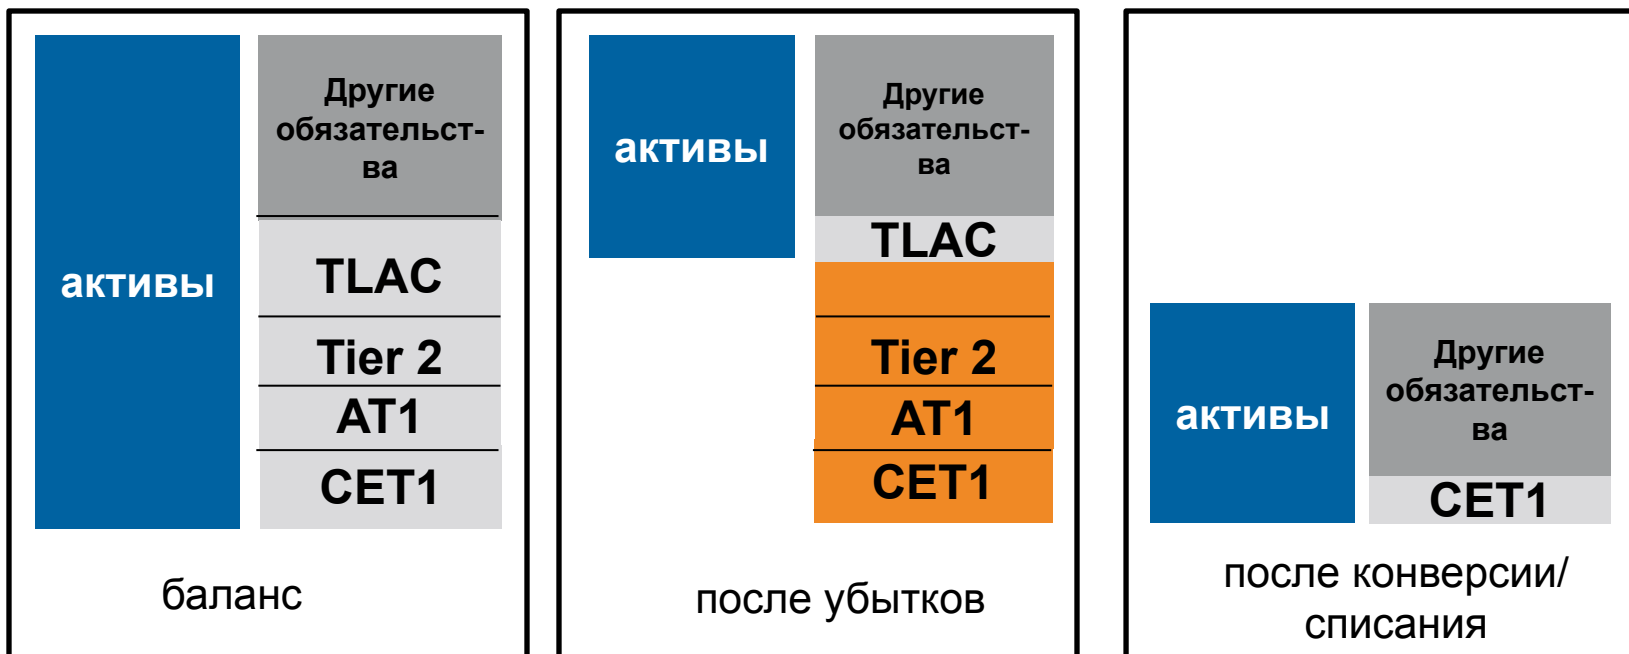 активы
Другие
обязательст-
ва
TLAC
Tier 2
AT1
CET1
баланс
активы
Другие
обязательст-
ва
TLAC
Tier 2
AT1
CET1
после убытков
активы
Другие
обязательст-
ва
CET1
после конверсии/
списания